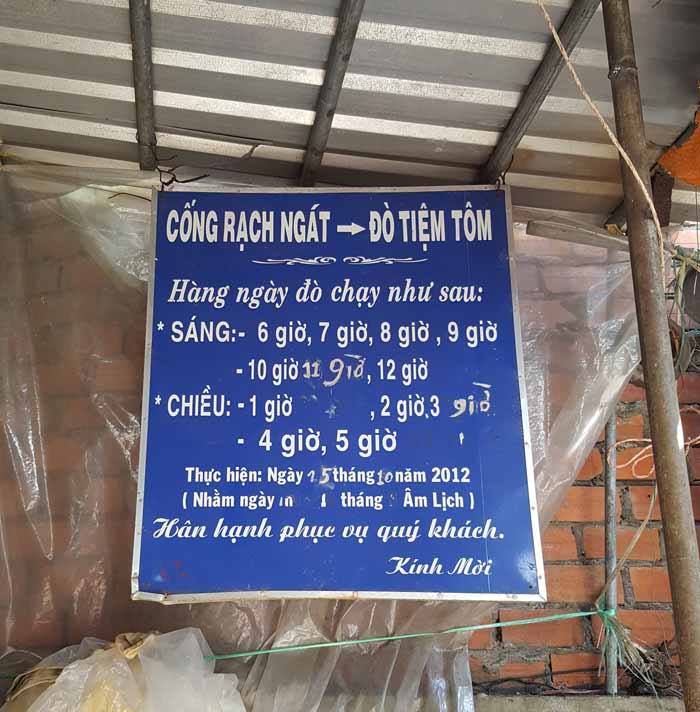 CỐNG RẠCH NGÁT → ĐÒ TIỆM TÔM
Hàng ngày đò chạy như sau:
* SÁNG:- 6 giờ, 7 giờ, 8 giờ , 9 giờ
- 10 giờ 11 giờ, 12 giờ
* CHIỀU: - 1 giờ , 2 giờ, 3 giờ
- 4 giờ, 5 giờ
Thực hiện: Ngày 15 tháng 10 năm 2012
( Nhằm ngày tháng Âm Lịch )
Hân hạnh phục vụ quý khách.
Kính Mời